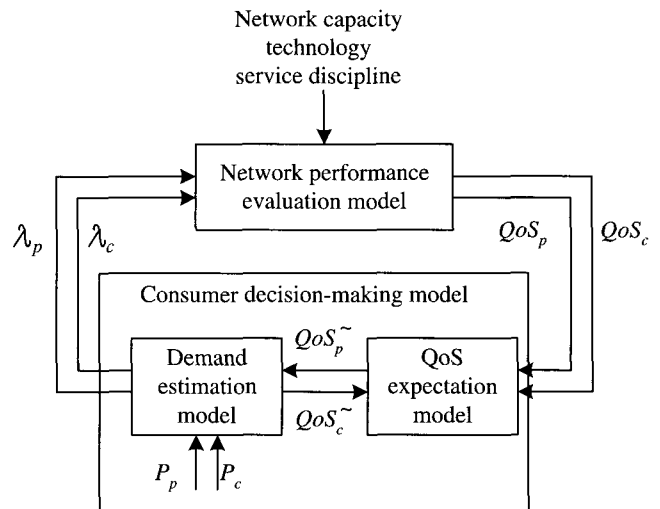 Network capacity
technology
service discipline
Network performance
evaluation model
λp
λc
QoSp
QoSc
Consumer decision-making model
Demand
estimation
model
QoSp~
QoSc~
QoS
expectation
model
Pp
Pc